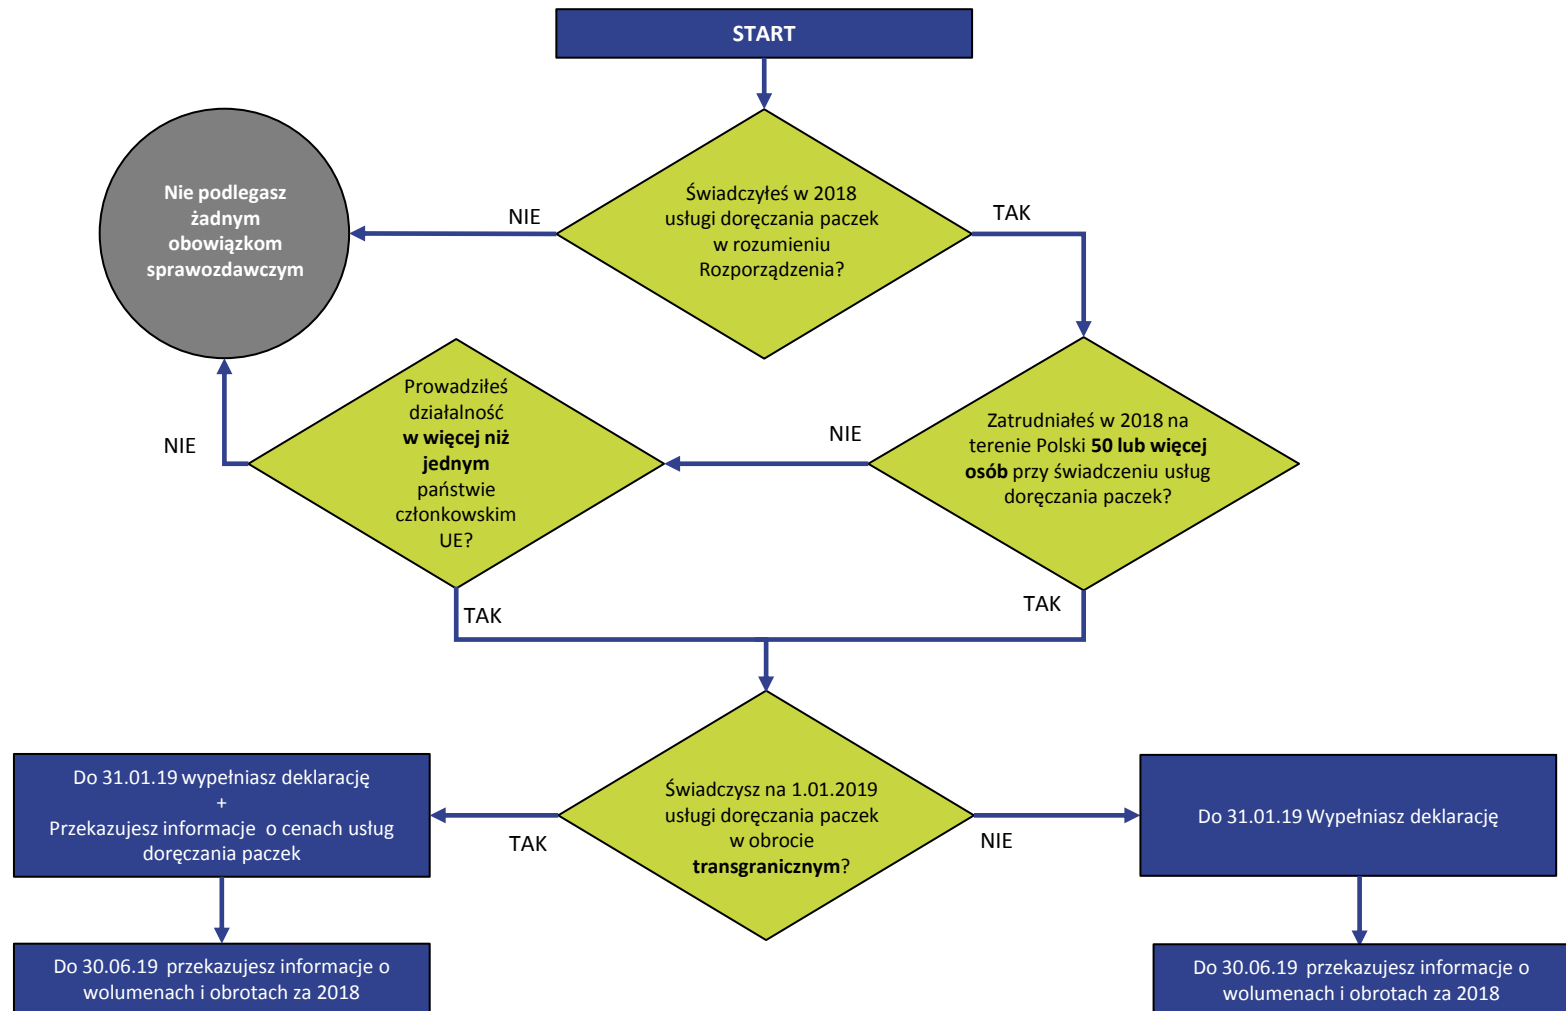 START
Świadczyłeś w 2018
usługi doręczania paczek
w rozumieniu
Rozporządzenia?
NIE
TAK
Nie podlegasz
żadnym
obowiązkom
sprawozdawczym
Zatrudniałeś w 2018 na
terenie Polski 50 lub więcej
osób przy świadczeniu usług
doręczania paczek?
NIE
TAK
Prowadziłeś
działalność
w więcej niż
jednym
państwie
członkowskim
UE?
NIE
TAK
Świadczysz na 1.01.2019
usługi doręczania paczek
w obrocie
transgranicznym?
TAK
NIE
Do 31.01.19 wypełniasz deklarację
+
Przekazujesz informacje o cenach usług
doręczania paczek
Do 31.01.19 Wypełniasz deklarację
Do 30.06.19 przekazujesz informacje o
wolumenach i obrotach za 2018
Do 30.06.19 przekazujesz informacje o
wolumenach i obrotach za 2018